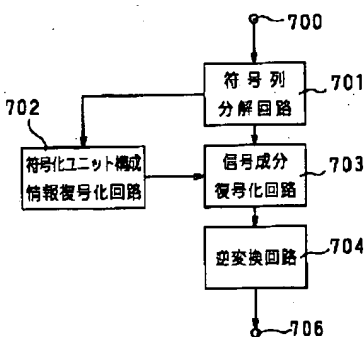 700
符号列
分解回路
701
702
符号化ユニット構成
情報復号化回路
信号成分
復号化回路
703
逆変換回路
704
706